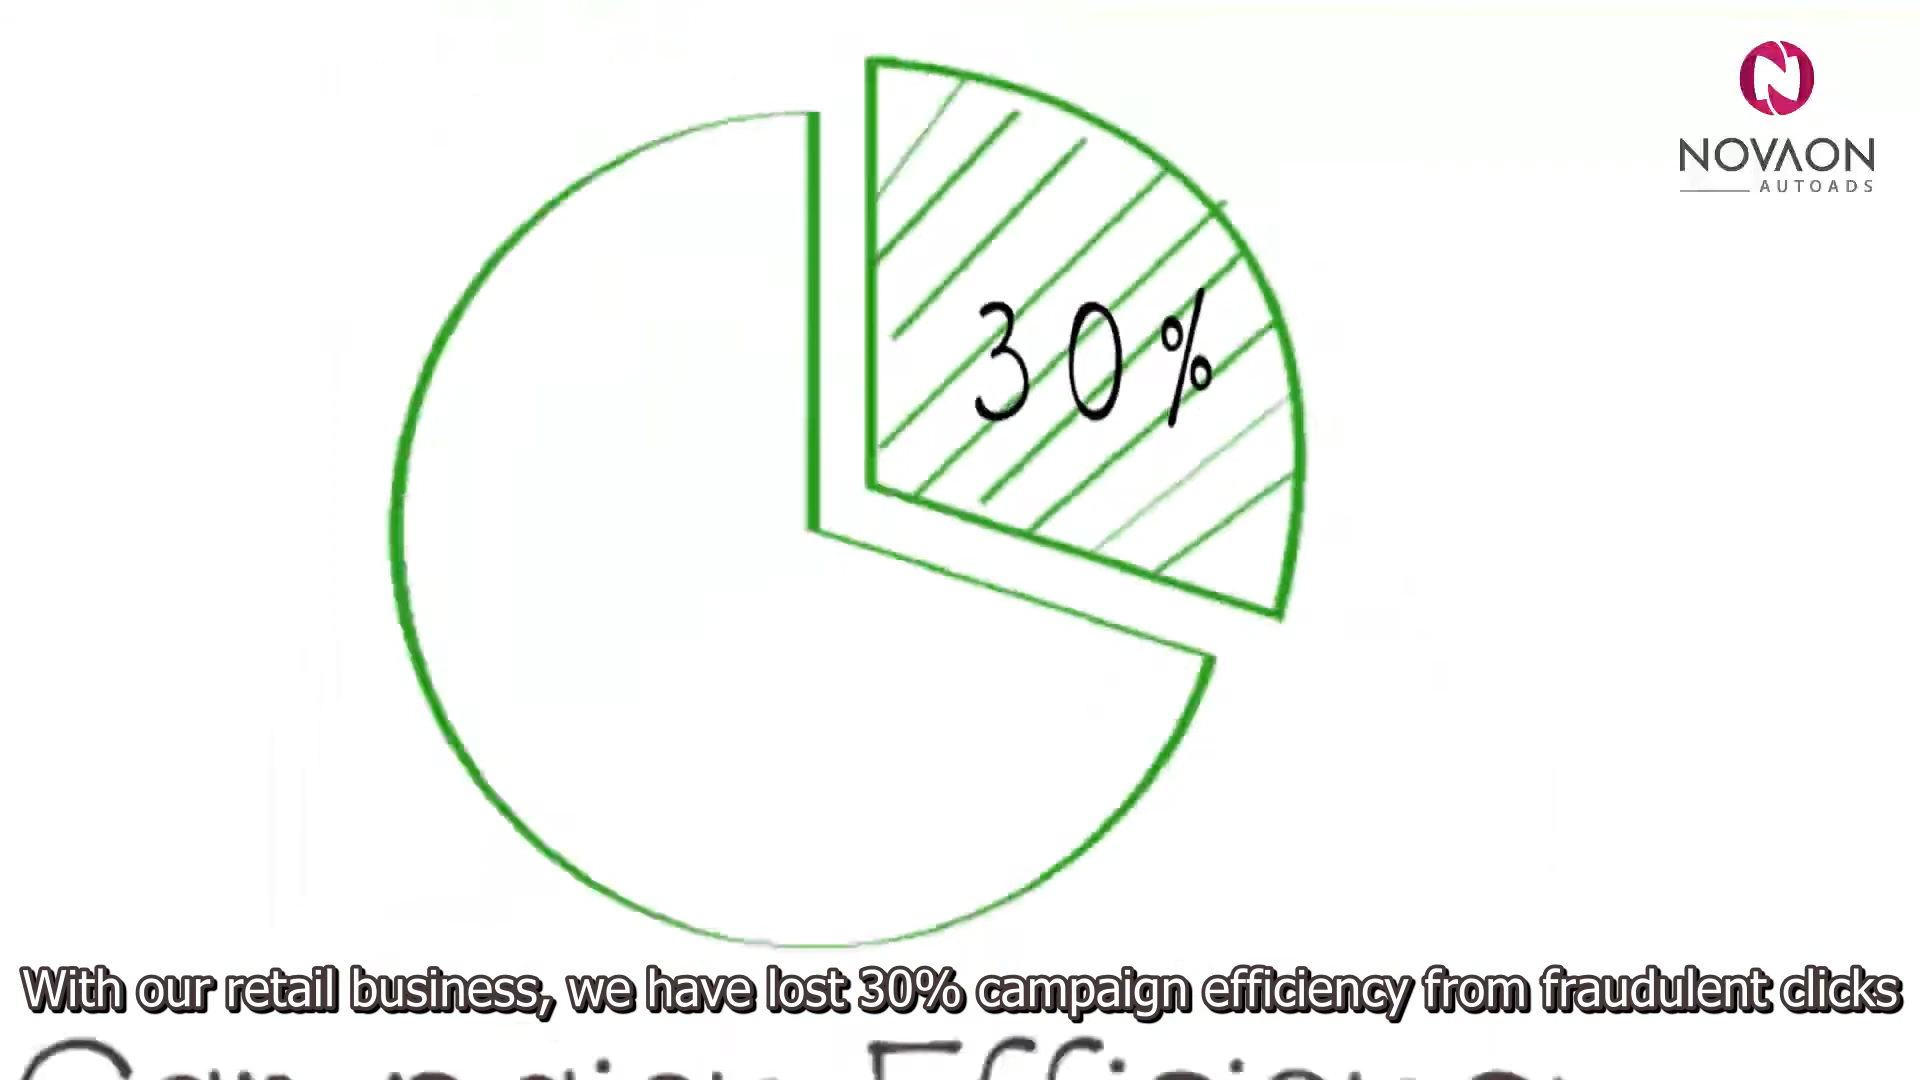 NOVAON
AUTOADS
30%
With our retail business, we have lost 30% campaign efficiency from fraudulent clicks